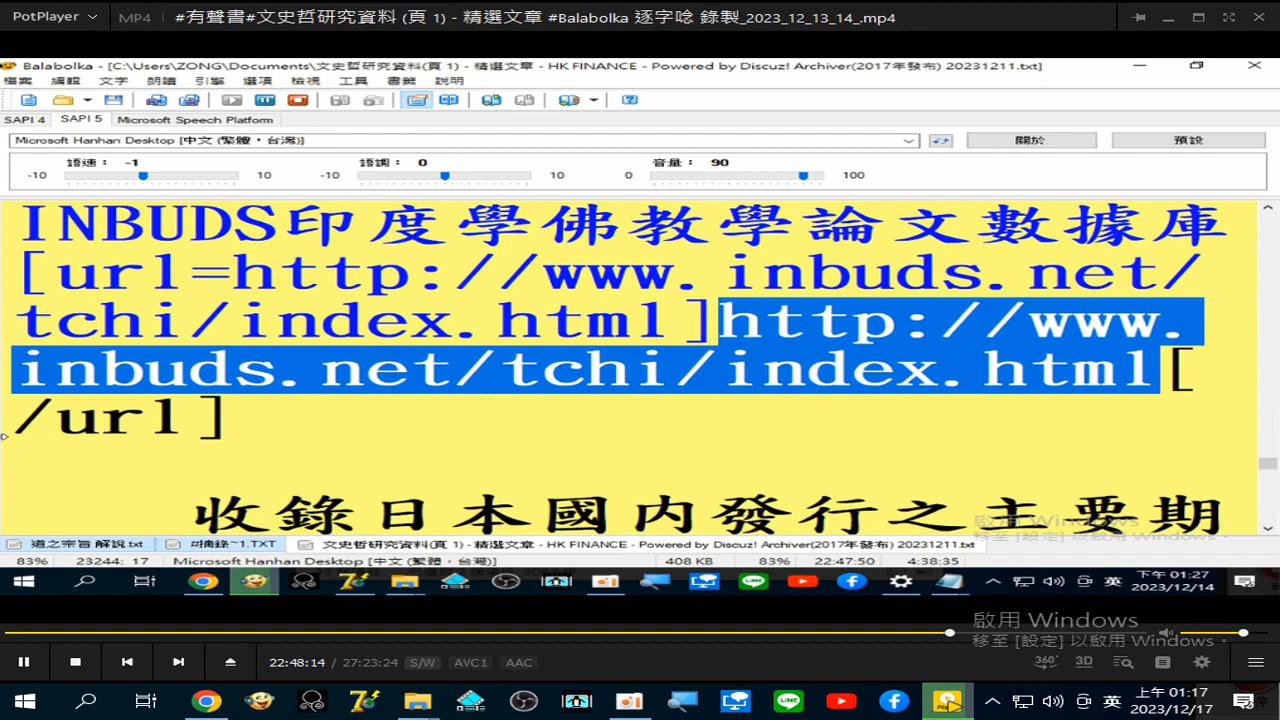 PotPlayer
MP4
#有聲書#文史哲研究資料 (頁 1) - 精選文章 #Balabolka 逐字唸 錄製_2023_12_13_14_.mp4
Balabolka - [C:\Users\ZONG\Documents\文史哲研究資料(頁 1) - 精選文章 - HK FINANCE - Powered by Discuz! Archiver(2017年發布) 20231211.txt]
檔案 編輯 文字 朗讀 引擎 選項 檢視 工具 書籤 說明
SAPI 4 SAPI 5 Microsoft Speech Platform
Microsoft Hanhan Desktop [中文 (繁體，台灣)]
關於
預設
語速： -1
語調： 0
音量： 90
-10 10 -10 10 0 100
INBUDS印度學佛教學論文數據庫
[url=http://www.inbuds.net/
tchi/index.html]http://www.
inbuds.net/tchi/index.html[
/url]
收錄日本國內發行之主要期
道之宗旨 解說.txt
#摘錄~1.TXT
文史哲研究資料(頁 1) - 精選文章 - HK FINANCE - Powered by Discuz! Archiver(2017年發布) 20231211.txt
83% 23244: 17 Microsoft Hanhan Desktop [中文 (繁體，台灣)] 408 KB 83% 22:47:50 4:38:35
啟用 Windows
移至 [設定] 以啟用 Windows。
英
下午 01:27
2023/12/14
啟用 Windows
移至 [設定] 以啟用 Windows。
22:48:14 / 27:23:24 S/W AVC1 AAC
360° 3D
英
上午 01:17
2023/12/17